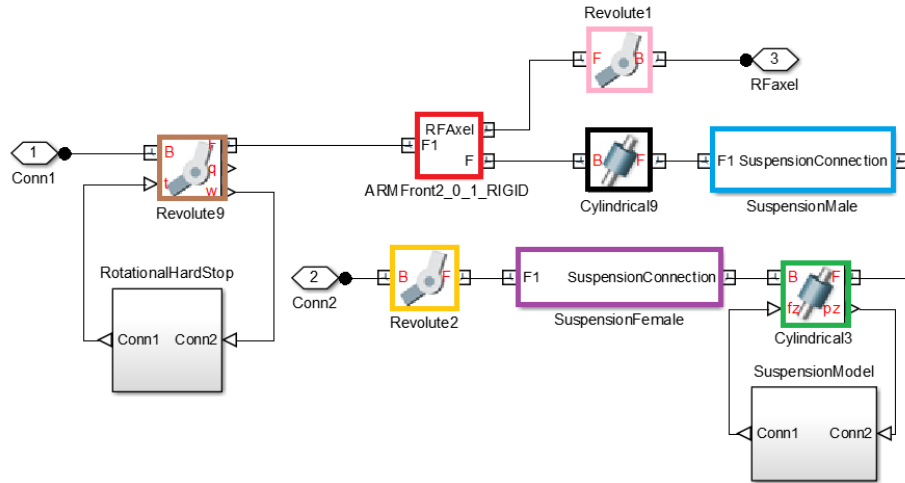 Revolute1
F B
3
RFaxel
1
Conn1
B F
q
t
w
Revolute9
RFAxel
F1
F
ARMFront2_0_1_RIGID
B F
Cylindrical9
F1 SuspensionConnection
SuspensionMale
RotationalHardStop
Conn1 Conn2
2
Conn2
B F
Revolute2
F1 SuspensionConnection
SuspensionFemale
B F
fz pz
Cylindrical3
SuspensionModel
Conn1 Conn2